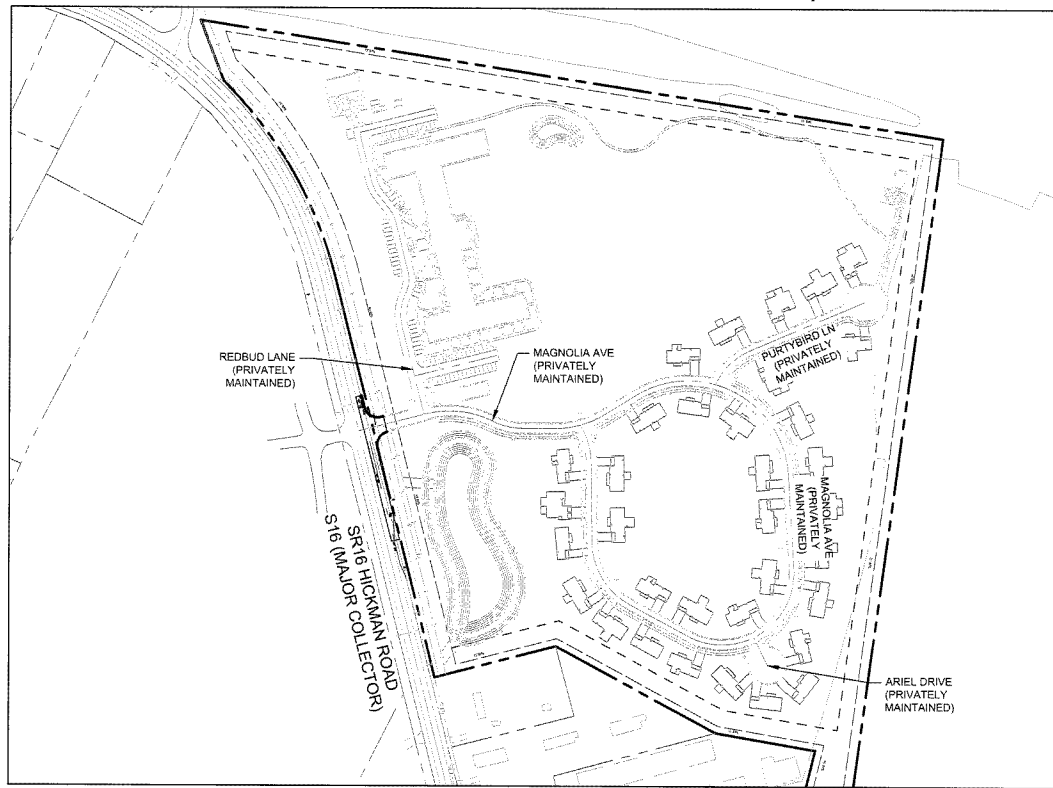 REDBUD LANE
(PRIVATELY
MAINTAINED)
MAGNOLIA AVE
(PRIVATELY
MAINTAINED)
PURTYBIRD LN
(PRIVATELY
MAINTAINED)
MAGNOLIA AVE
(PRIVATELY
MAINTAINED)
SR16 HICKMAN ROAD
S16 (MAJOR COLLECTOR)
ARIEL DRIVE
(PRIVATELY
MAINTAINED)